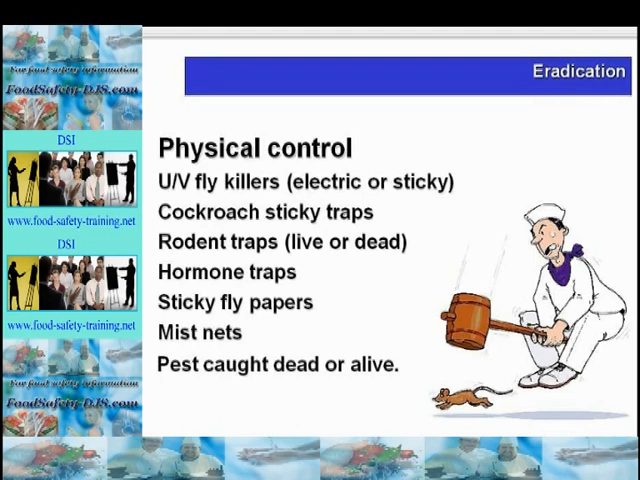 For food safety information
FoodSafety-DJS.com
DSI
www.food-safety-training.net
DSI
www.food-safety-training.net
For food safety information
FoodSafety-DJS.com
Eradication
Physical control
U/V fly killers (electric or sticky)
Cockroach sticky traps
Rodent traps (live or dead)
Hormone traps
Sticky fly papers
Mist nets
Pest caught dead or alive.